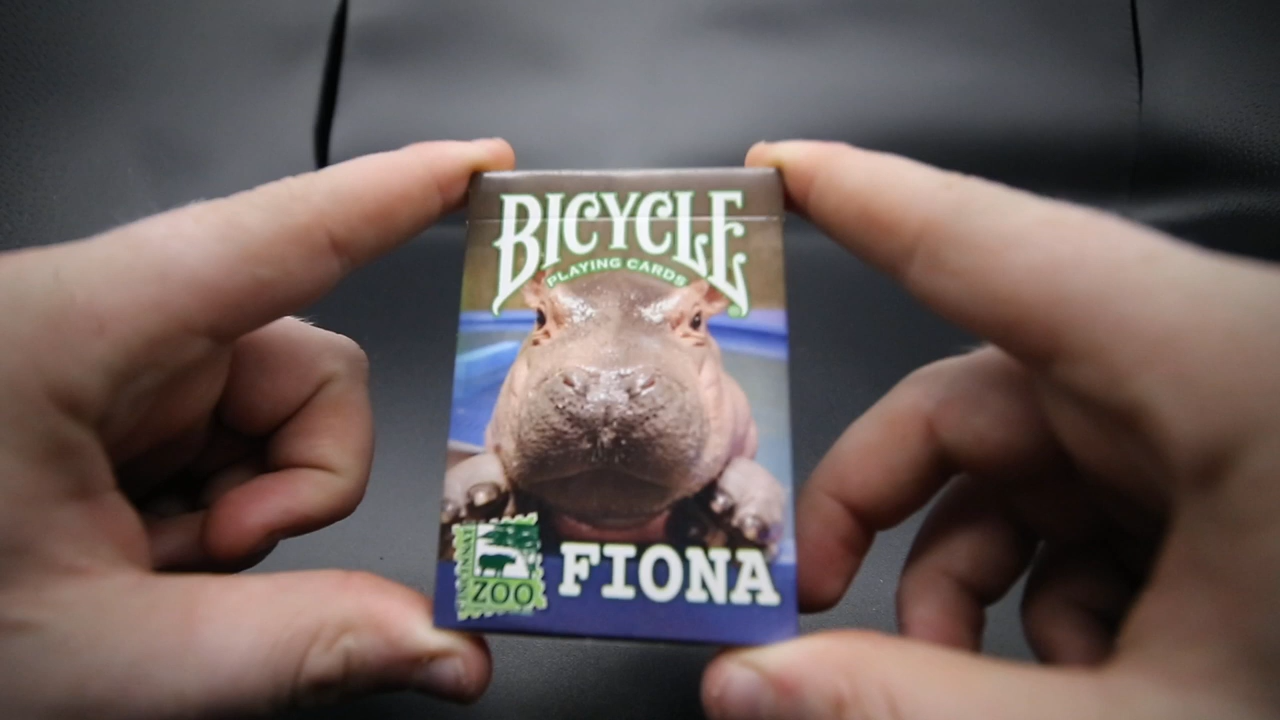 BICYCLE
PLAYING CARDS
CINCINNATI
ZOO
FIONA